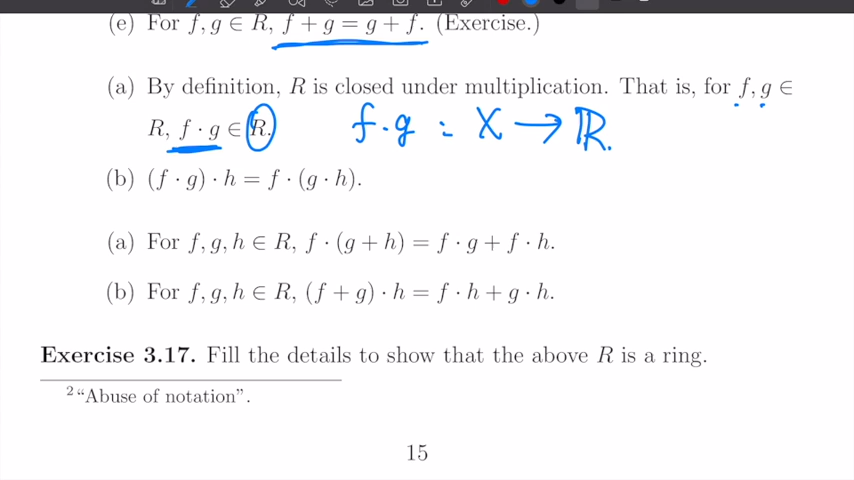 (e) For f, g ∈ R, f + g = g + f. (Exercise.)
(a) By definition, R is closed under multiplication. That is, for f, g ∈
R, f · g ∈ R. f·g : X → ℝ.
(b) (f · g) · h = f · (g · h).
(a) For f, g, h ∈ R, f · (g + h) = f · g + f · h.
(b) For f, g, h ∈ R, (f + g) · h = f · h + g · h.
Exercise 3.17. Fill the details to show that the above R is a ring.
2 “Abuse of notation”.
15